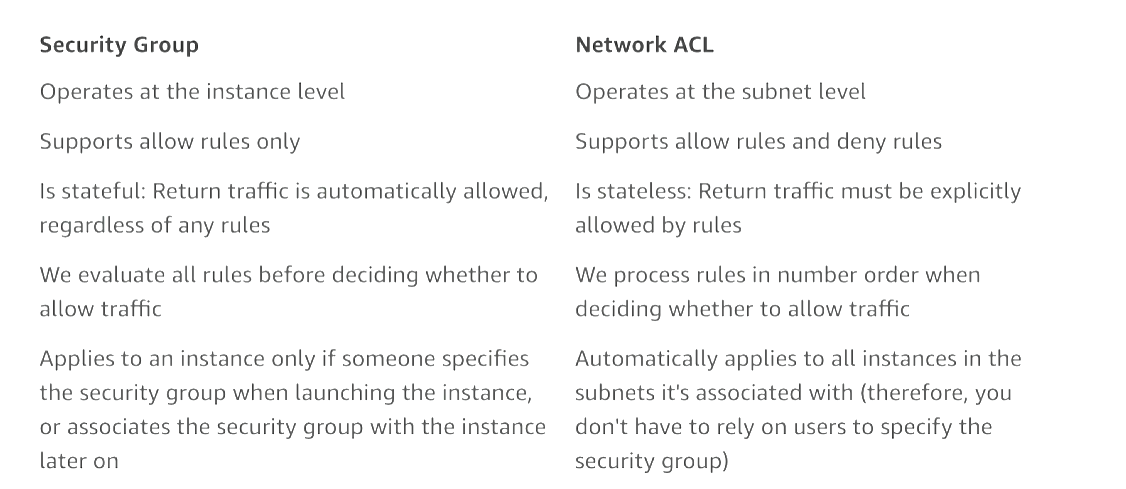 Security Group
Network ACL
Operates at the instance level
Operates at the subnet level
Supports allow rules only
Supports allow rules and deny rules
Is stateful: Return traffic is automatically allowed,
regardless of any rules
Is stateless: Return traffic must be explicitly
allowed by rules
We evaluate all rules before deciding whether to
allow traffic
We process rules in number order when
deciding whether to allow traffic
Applies to an instance only if someone specifies
the security group when launching the instance,
or associates the security group with the instance
later on
Automatically applies to all instances in the
subnets it's associated with (therefore, you
don't have to rely on users to specify the
security group)